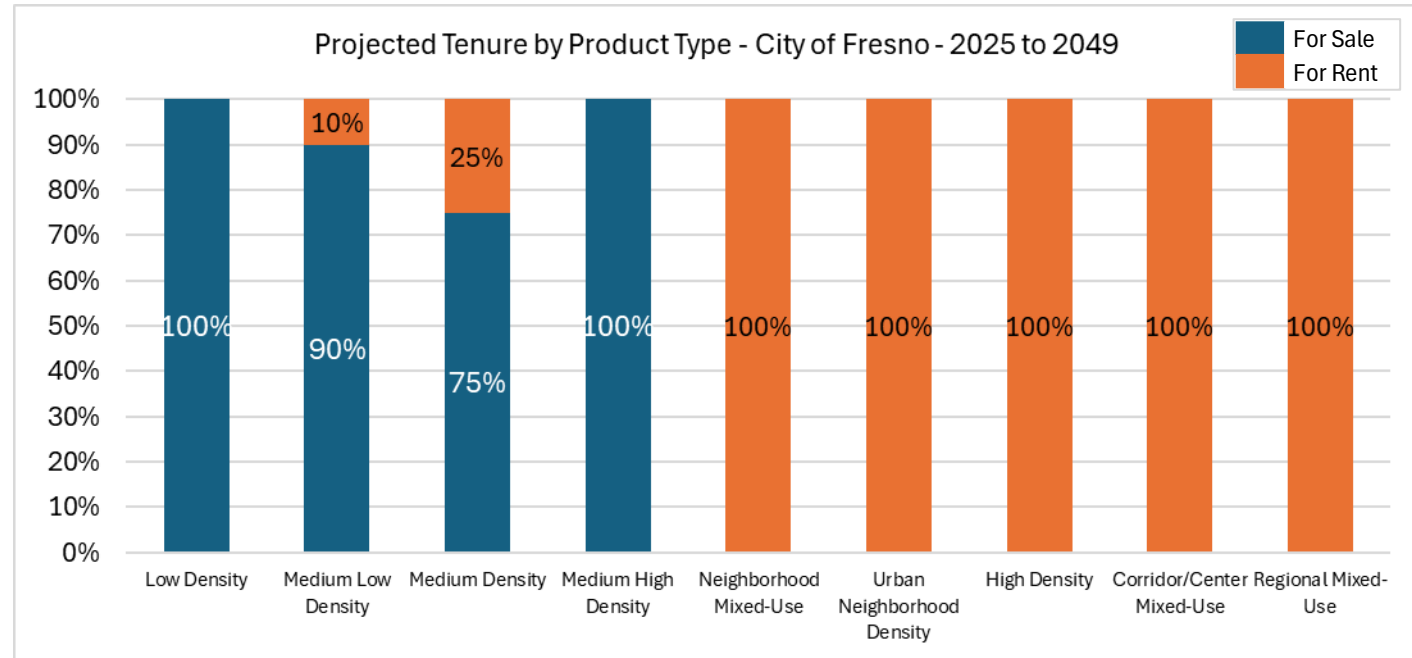 Projected Tenure by Product Type - City of Fresno - 2025 to 2049
For Sale
For Rent
100%
90%
80%
70%
60%
50%
40%
30%
20%
10%
0%
10%
25%
100%
90%
75%
100%
100%
100%
100%
100%
100%
Low Density
Medium Low
Density
Medium Density
Medium High
Density
Neighborhood
Mixed-Use
Urban
Neighborhood
Density
High Density
Corridor/Center
Mixed-Use
Regional Mixed-
Use